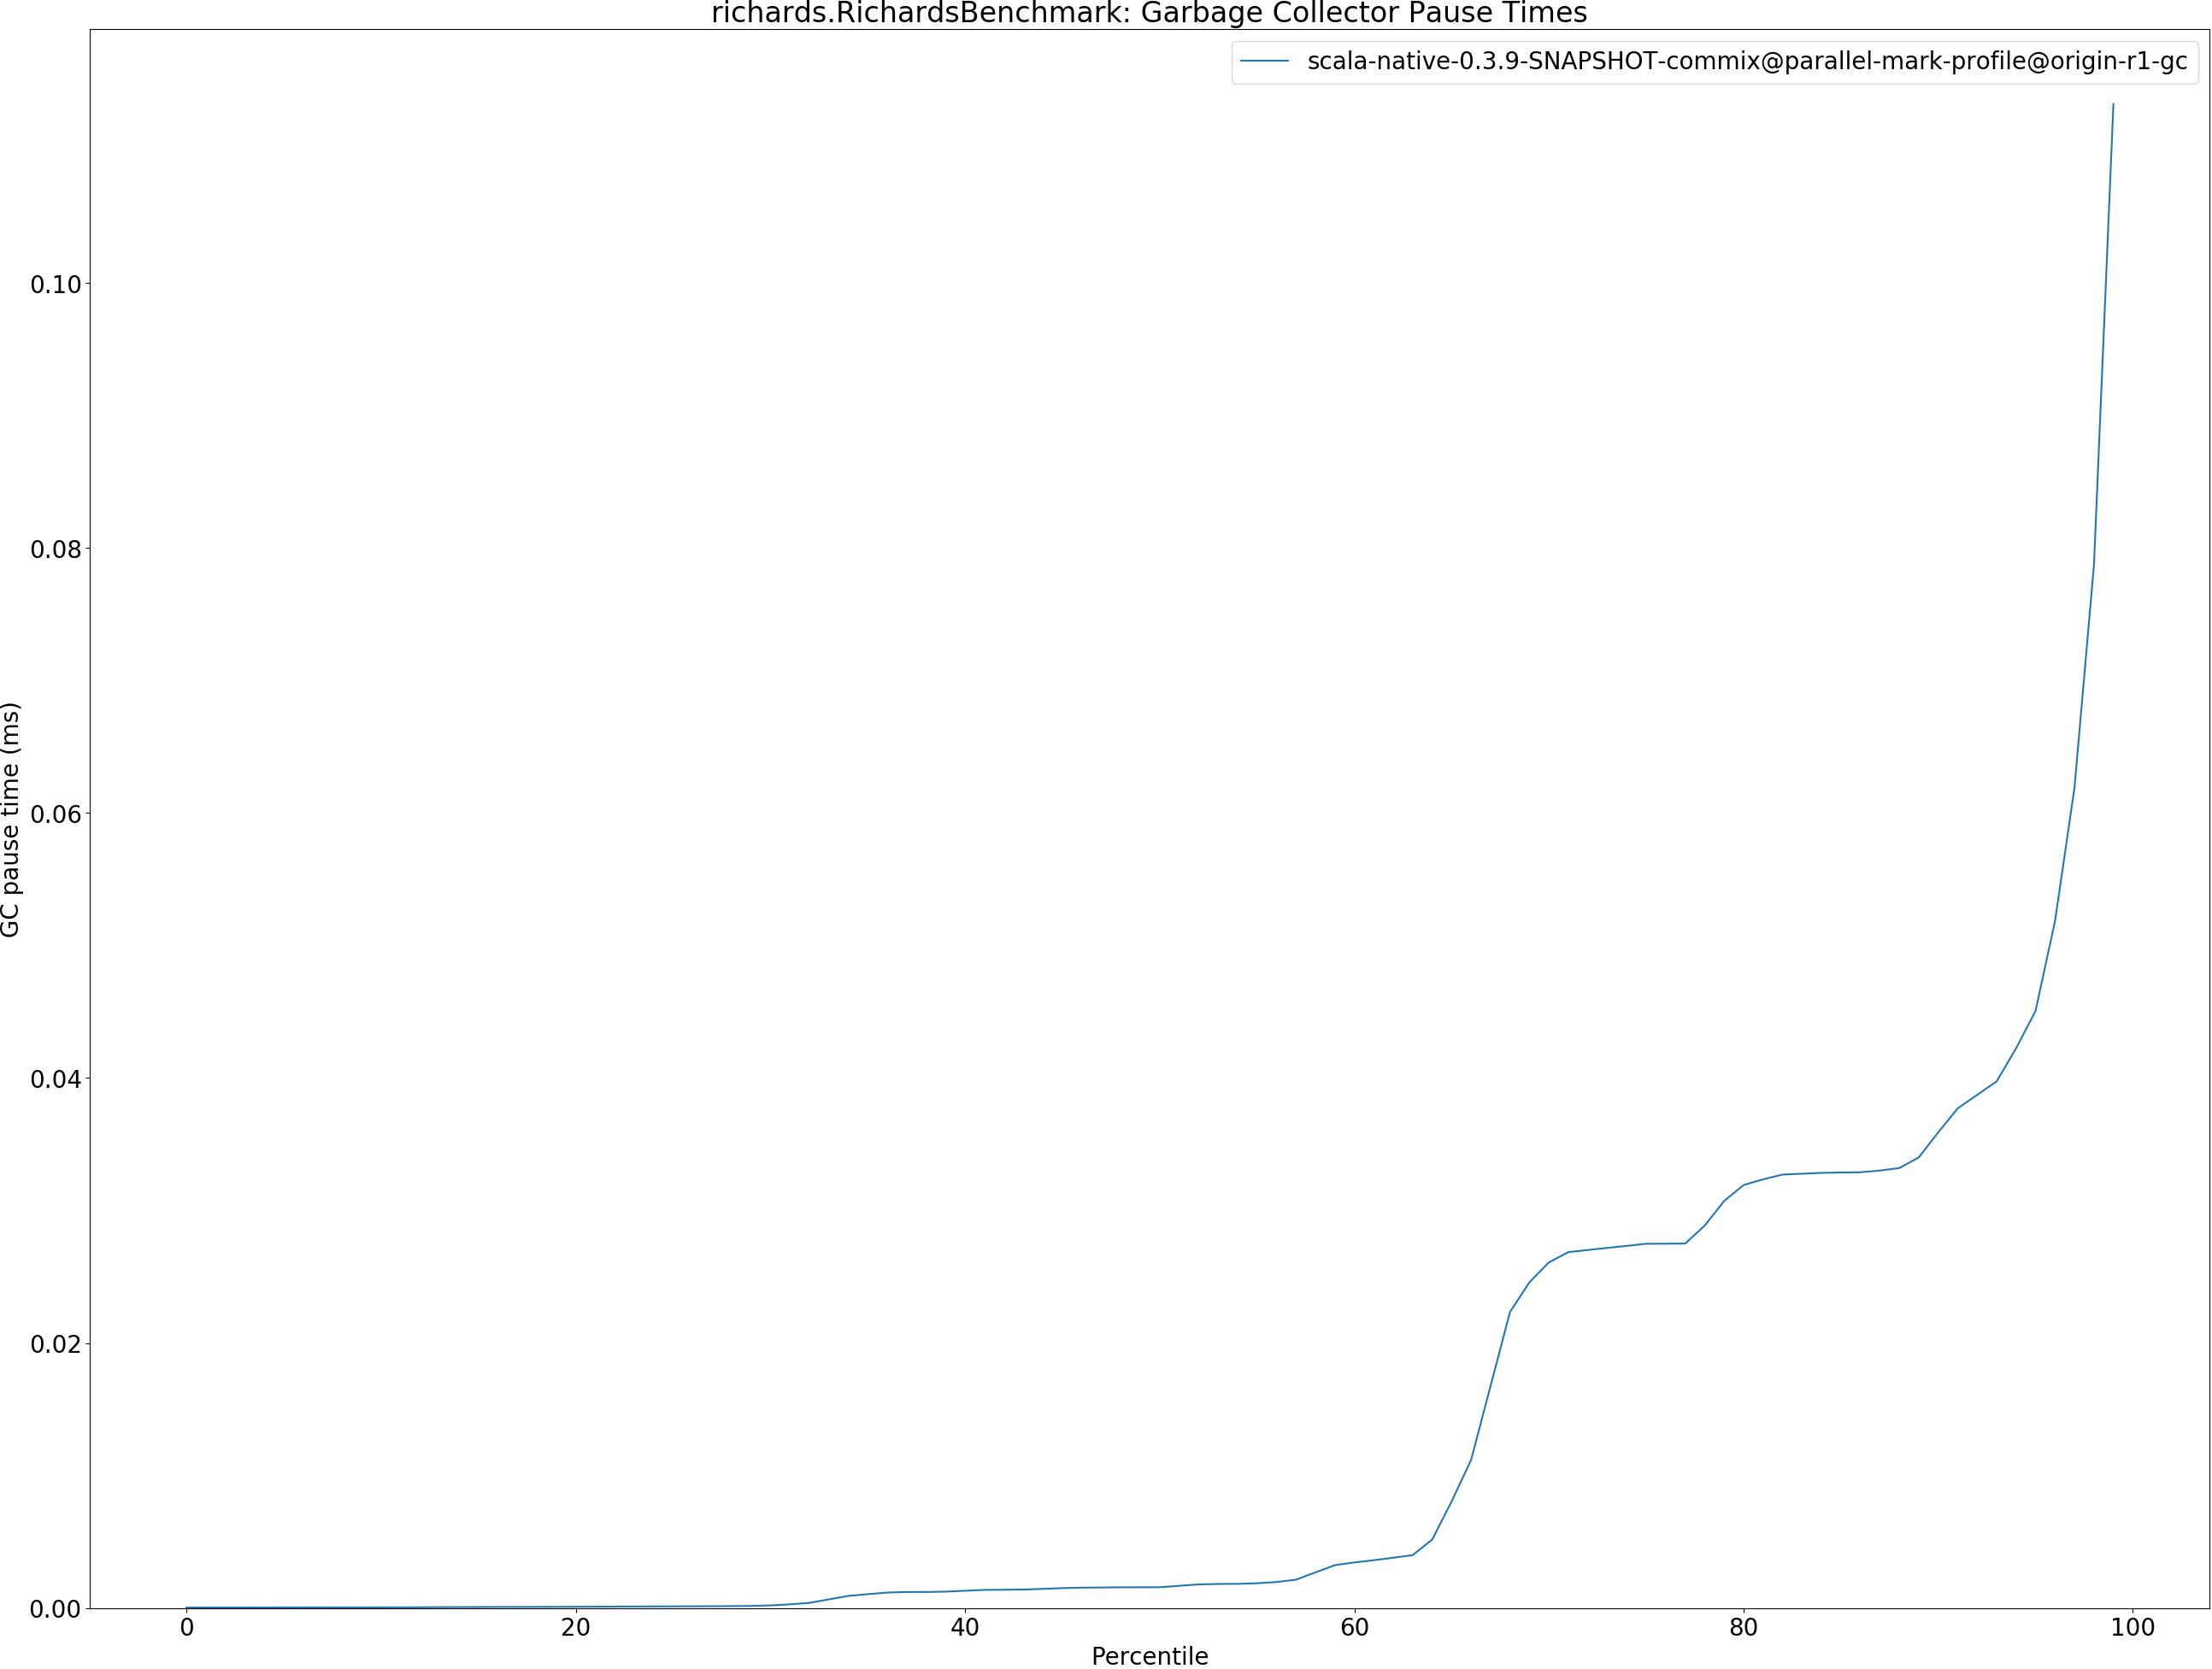 richards.RichardsBenchmark: Garbage Collector Pause Times
scala-native-0.3.9-SNAPSHOT-commix@parallel-mark-profile@origin-r1-gc
GC pause time (ms)
0.10
0.08
0.06
0.04
0.02
0.00
0 20 40 60 80 100
Percentile